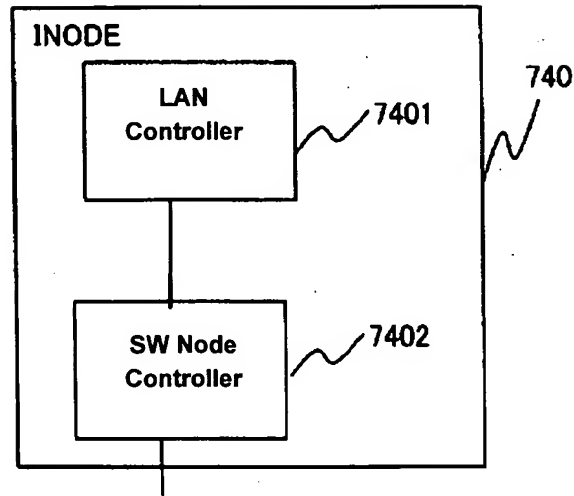 INODE
LAN
Controller
7401
740
SW Node
Controller
7402